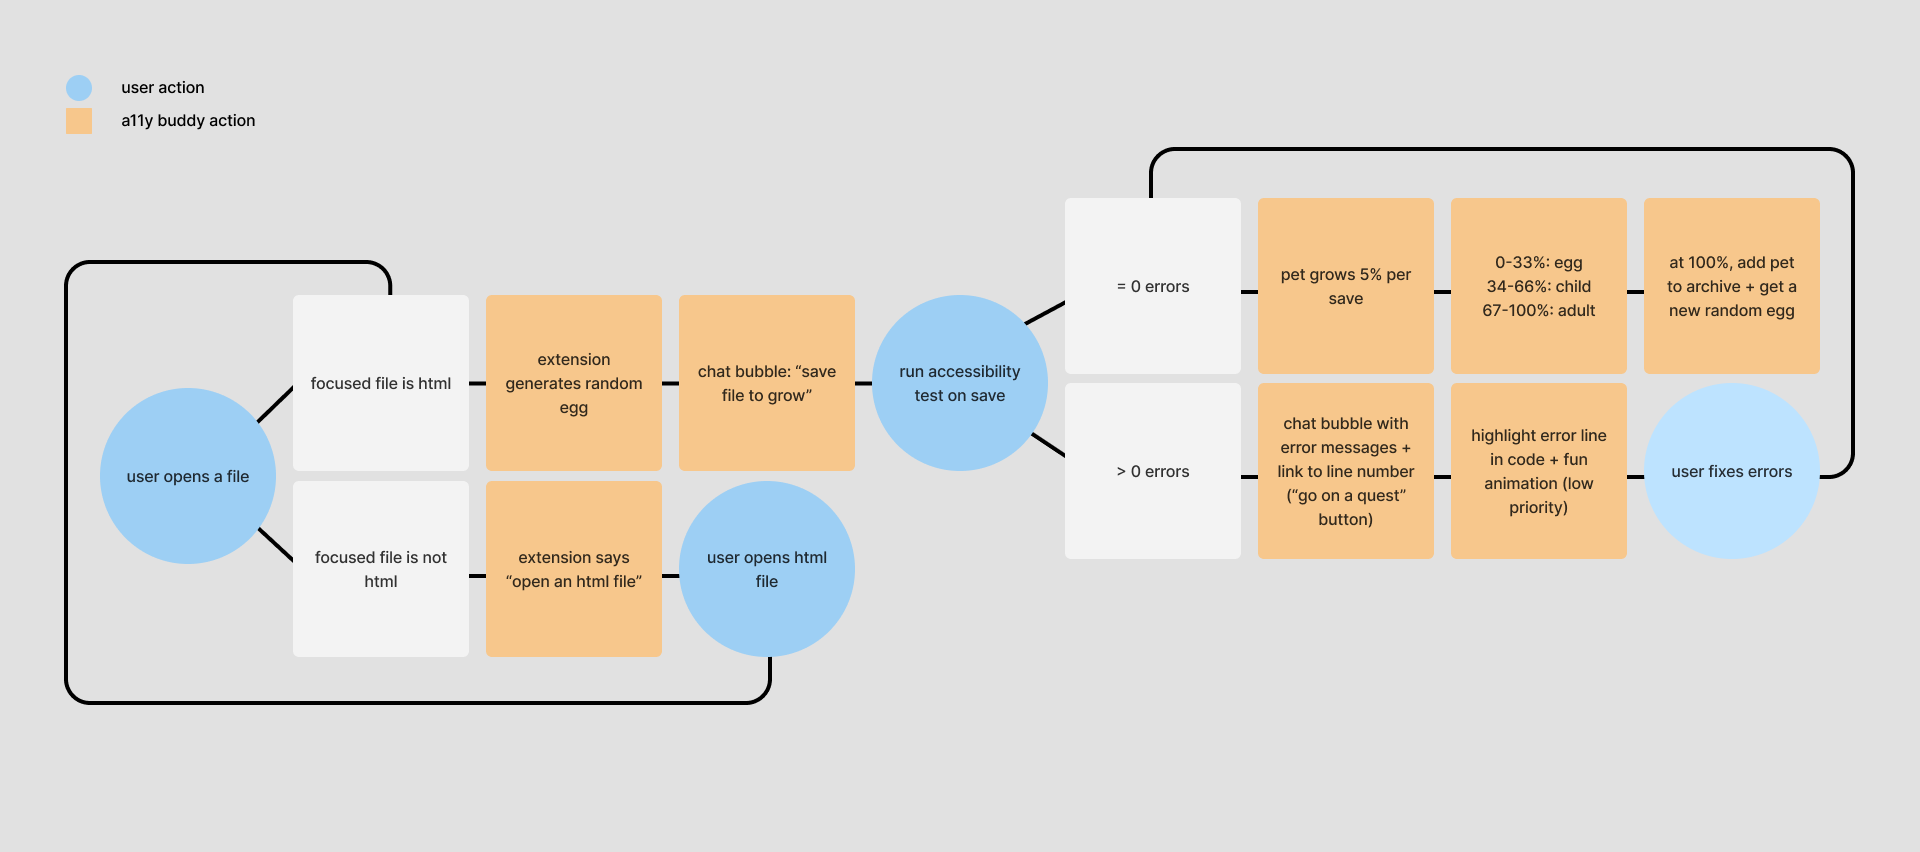 user action
a11y buddy action
user opens a file
focused file is html
extension
generates random
egg
chat bubble: “save
file to grow”
focused file is not
html
extension says
“open an html file”
user opens html
file
run accessibility
test on save
= 0 errors
pet grows 5% per
save
0-33%: egg
34-66%: child
67-100%: adult
at 100%, add pet
to archive + get a
new random egg
> 0 errors
chat bubble with
error messages +
link to line number
(“go on a quest”
button)
highlight error line
in code + fun
animation (low
priority)
user fixes errors